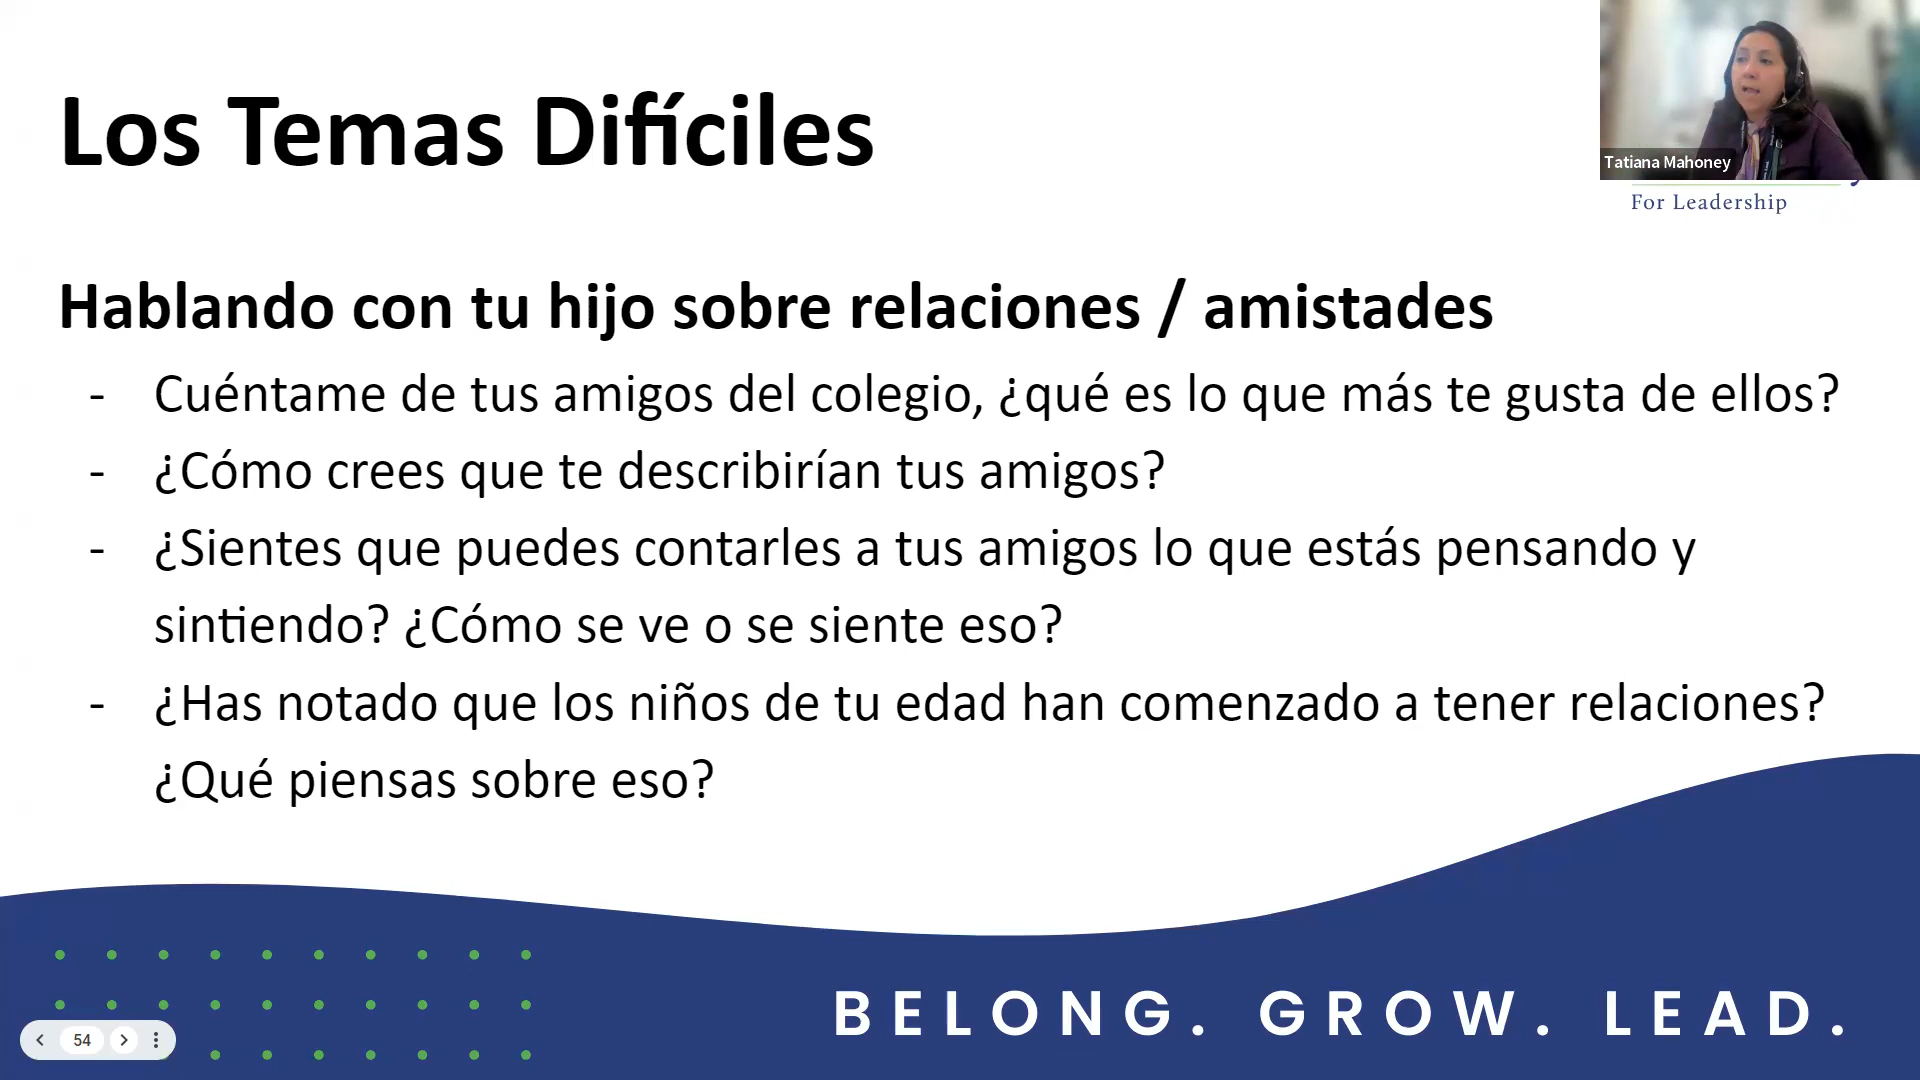 Los Temas Difíciles
Tatiana Mahoney
For Leadership
Hablando con tu hijo sobre relaciones / amistades
- Cuéntame de tus amigos del colegio, ¿qué es lo que más te gusta de ellos?
- ¿Cómo crees que te describirían tus amigos?
- ¿Sientes que puedes contarles a tus amigos lo que estás pensando y
sintiendo? ¿Cómo se ve o se siente eso?
- ¿Has notado que los niños de tu edad han comenzado a tener relaciones?
¿Qué piensas sobre eso?
BELONG. GROW. LEAD.
54